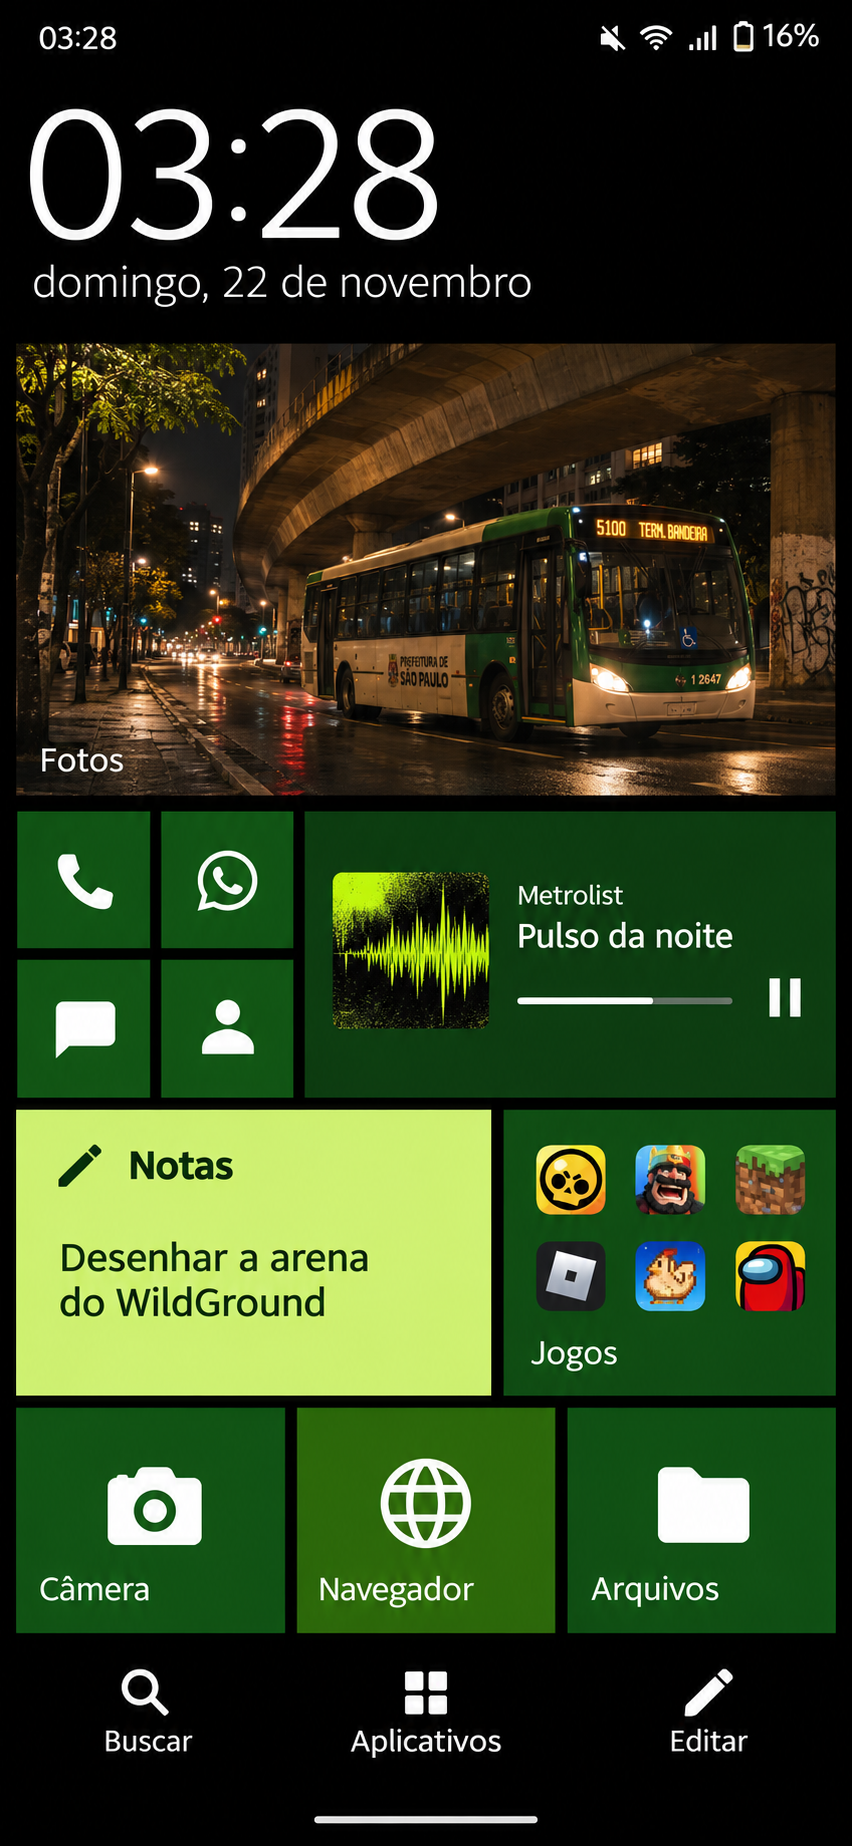 03:28
16%
03:28
domingo, 22 de novembro
5100 TERM. BANDEIRA
PREFEITURA DE
SÃO PAULO
1 2647
Fotos
Metrolist
Pulso da noite
Notas
Desenhar a arena
do WildGround
Jogos
Câmera
Navegador
Arquivos
Buscar
Aplicativos
Editar